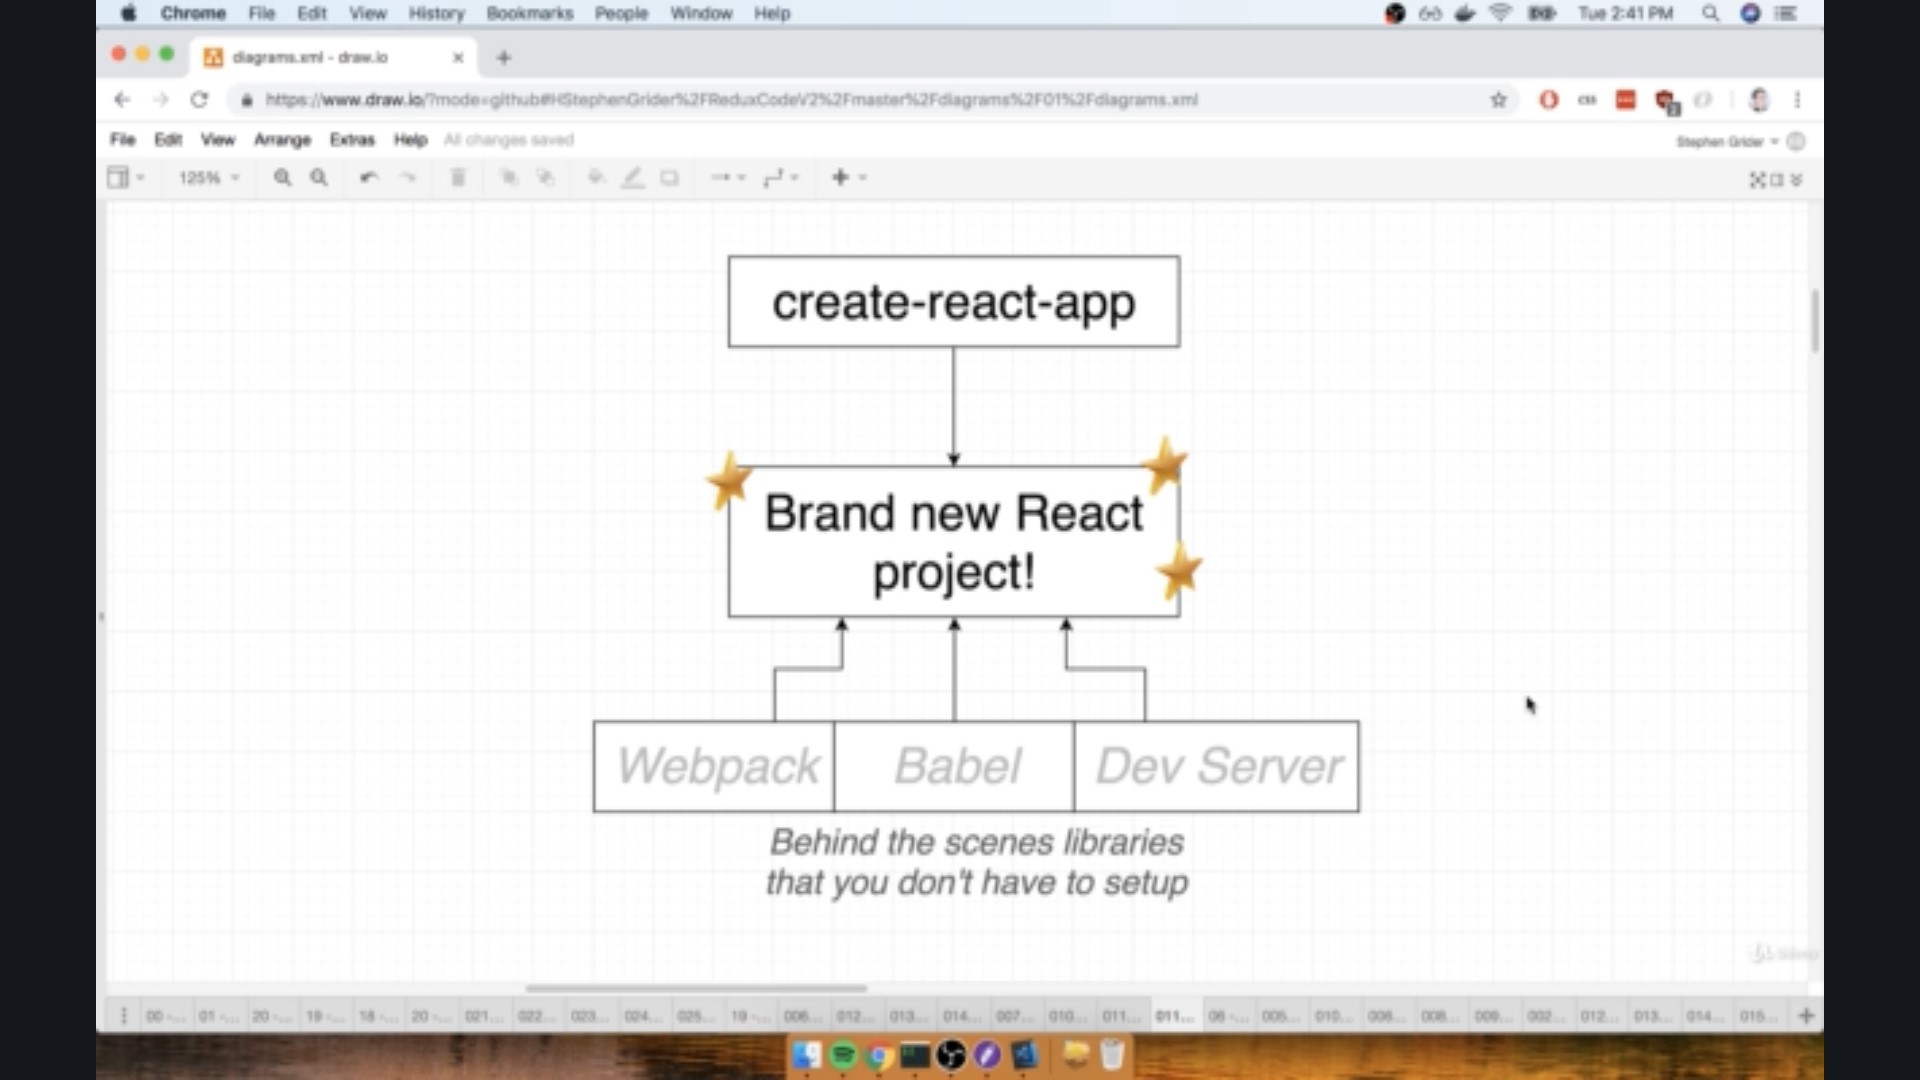 Chrome File Edit View History Bookmarks People Window Help Tue 2:41 PM
diagrams.xml - draw.io
https://www.draw.io/?mode=github#HStephenGrider%2FReduxCodeV2%2Fmaster%2Fdiagrams%2F01%2Fdiagrams.xml
File Edit View Arrange Extras Help All changes saved Stephen Grider
125%
create-react-app
Brand new React
project!
Webpack Babel Dev Server
Behind the scenes libraries
that you don't have to setup
00 -... 01 -... 20 -... 19 -... 18 -... 20 -... 021... 022... 023... 024... 025... 19 -... 006... 012... 013... 014... 007... 010... 011... 011... 06 -... 005... 010... 006... 008... 009... 002... 012... 013... 014... 015...